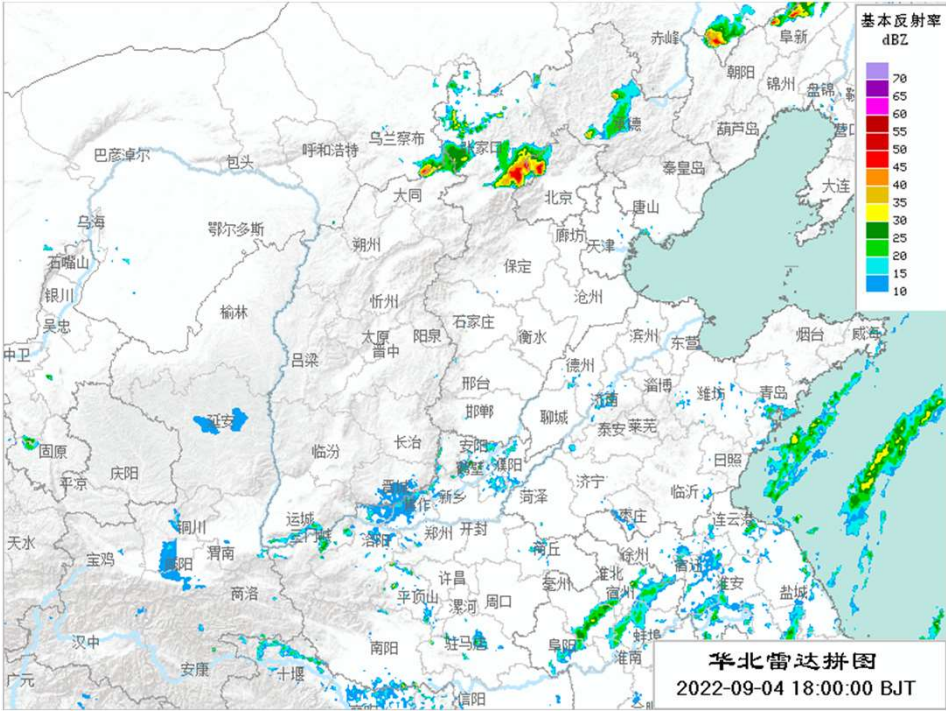 基本反射率
dBZ
70
65
60
55
50
45
40
35
30
25
20
15
10
赤峰
阜新
朝阳
锦州
盘锦
葫芦岛
营口
承德
乌兰察布
张家口
呼和浩特
巴彦淖尔
包头
秦皇岛
大同
北京
大连
唐山
乌海
鄂尔多斯
廊坊
天津
朔州
石嘴山
保定
银川
沧州
忻州
榆林
吴忠
石家庄
滨州
烟台
威海
太原
阳泉
衡水
东营
晋中
中卫
吕梁
德州
邢台
淄博
潍坊
青岛
济南
邯郸
聊城
延安
泰安
莱芜
长治
安阳
临汾
固原
日照
鹤壁
濮阳
庆阳
平凉
济宁
晋城
临沂
新乡
菏泽
焦作
运城
枣庄
连云港
铜川
三门峡
郑州
开封
天水
洛阳
商丘
渭南
徐州
宝鸡
咸阳
宿迁
许昌
淮北
亳州
淮安
商洛
平顶山
漯河
周口
宿州
盐城
汉中
南阳
驻马店
阜阳
蚌埠
淮南
安康
十堰
广元
信阳
华北雷达拼图
2022-09-04 18:00:00 BJT